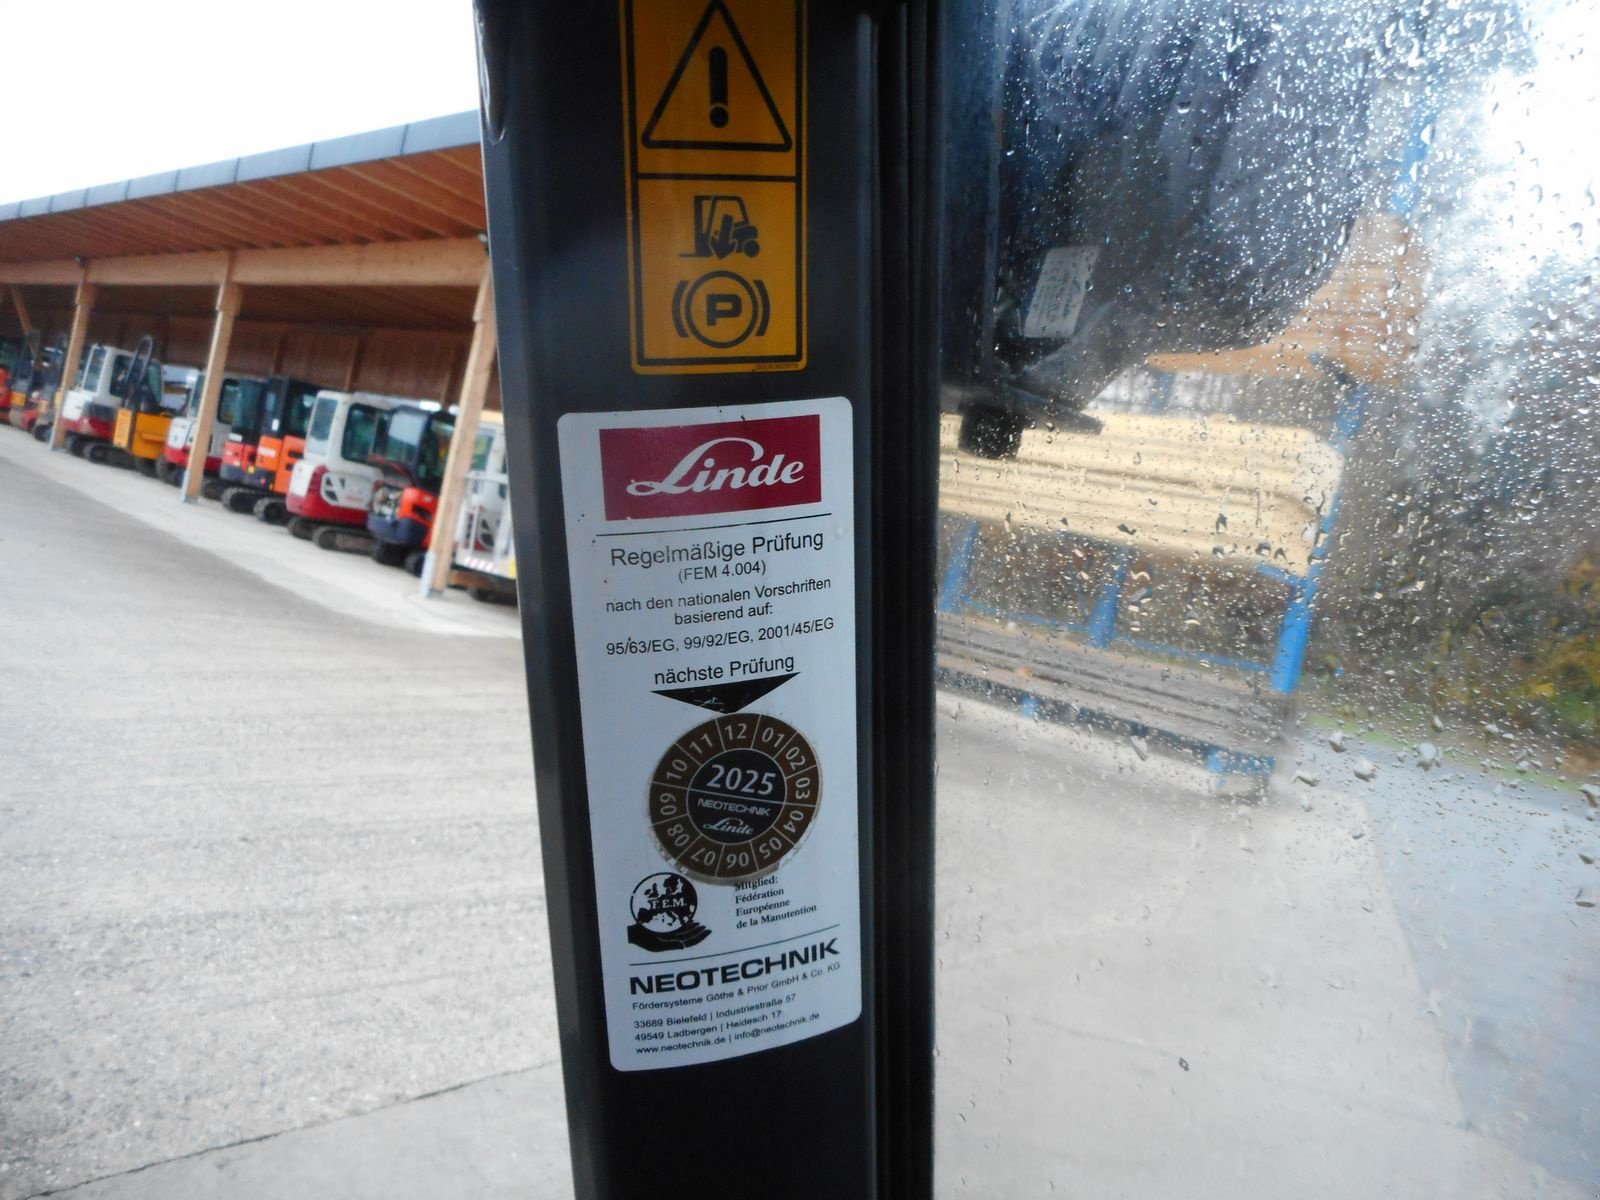 P
Linde
Regelmäßige Prüfung
(FEM 4.004)
nach den nationalen Vorschriften
basierend auf:
95/63/EG, 99/92/EG, 2001/45/EG
nächste Prüfung
12 01 02 03 04 05 06 07 08 09 10 11
2025
NEOTECHNIK
Linde
F.E.M.
Mitglied:
Fédération
Européenne
de la Manutention
NEOTECHNIK
Fördersysteme Göthe & Prior GmbH & Co. KG
33689 Bielefeld | Industriestraße 57
49549 Ladbergen | Heidesch 17
www.neotechnik.de | info@neotechnik.de